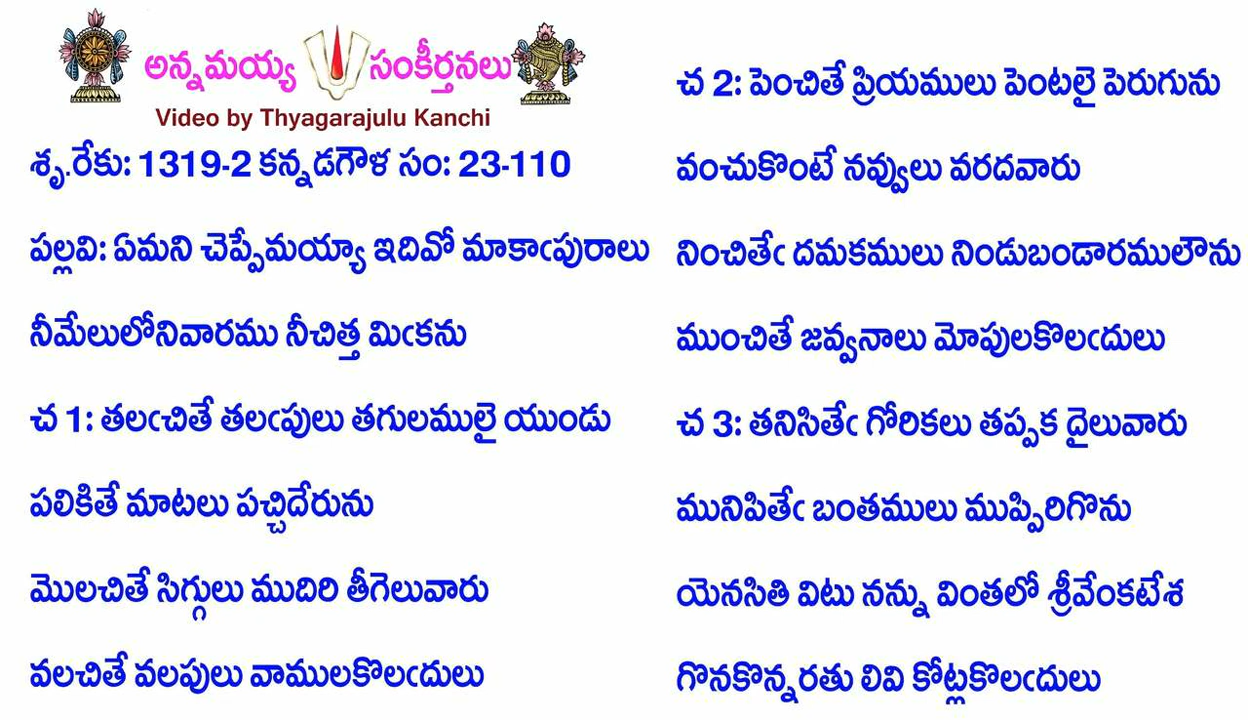 అన్నమయ్య సంకీర్తనలు
Video by Thyagarajulu Kanchi
శృ.రేకు: 1319-2 కన్నడగౌళ సం: 23-110
పల్లవి: ఏమని చెప్పేమయ్యా ఇదివో మాకాఁపురాలు
నీమేలులోనివారము నీచిత్త మిఁకను
చ 1: తలఁచితే తలఁపులు తగులములై యుండు
పలికితే మాటలు పచ్చిదేరును
మొలచితే సిగ్గులు ముదిరి తీగెలువారు
వలచితే వలపులు వాములకొలఁదులు
చ 2: పెంచితే ప్రియములు పెంటలై పెరుగును
వంచుకొంటే నవ్వులు వరదవారు
నించితేఁ దమకములు నిండుబండారములౌను
ముంచితే జవ్వనాలు మోపులకొలఁదులు
చ 3: తనిసితేఁ గోరికలు తప్పక దైలువారు
మునిపితేఁ బంతములు ముప్పిరిగొను
యెనసితి విటు నన్ను వింతలో శ్రీవేంకటేశ
గొనకొన్నరతు లివి కోట్లకొలఁదులు